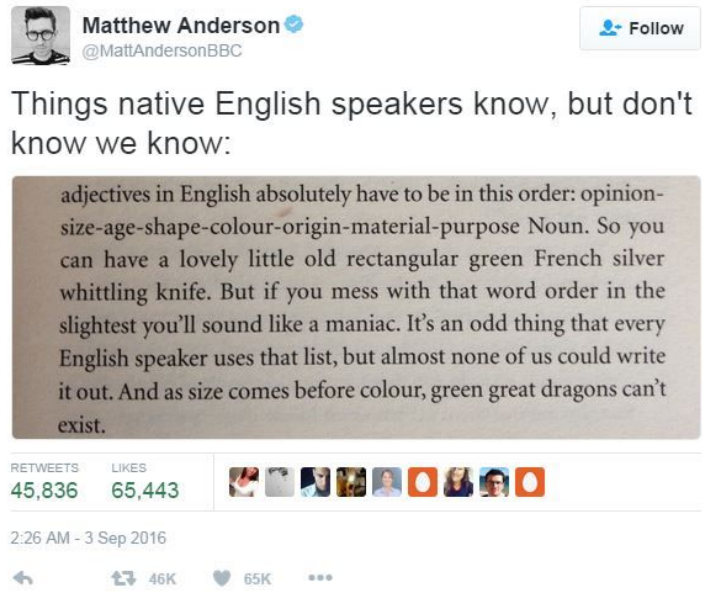 Matthew Anderson
@MattAndersonBBC
Follow
Things native English speakers know, but don't
know we know:
adjectives in English absolutely have to be in this order: opinion-
size-age-shape-colour-origin-material-purpose Noun. So you
can have a lovely little old rectangular green French silver
whittling knife. But if you mess with that word order in the
slightest you'll sound like a maniac. It's an odd thing that every
English speaker uses that list, but almost none of us could write
it out. And as size comes before colour, green great dragons can't
exist.
RETWEETS LIKES
45,836 65,443
2:26 AM - 3 Sep 2016
46K 65K